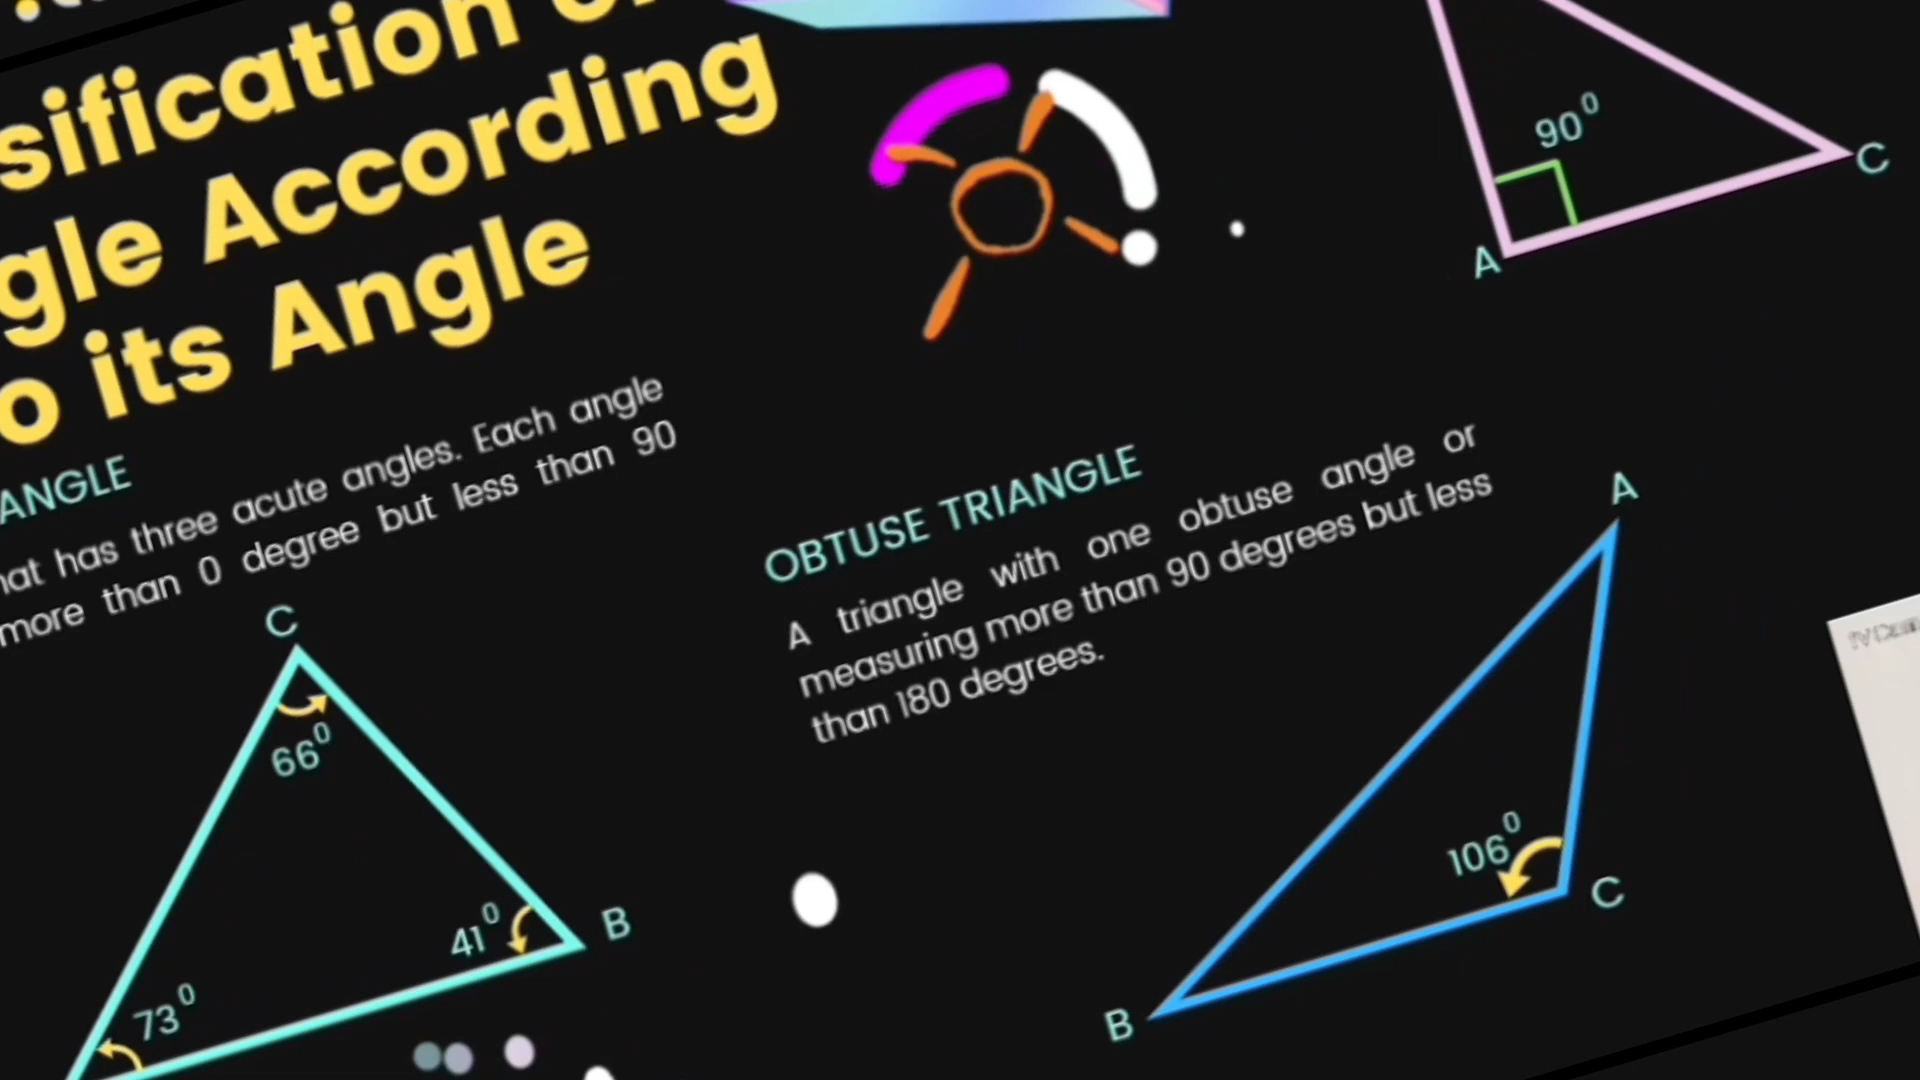 sification
gle According
o its Angle
ANGLE
hat has three acute angles. Each angle
more than 0 degree but less than 90
C
66⁰
41⁰
B
73⁰
90⁰
A
C
OBTUSE TRIANGLE
A triangle with one obtuse angle or
measuring more than 90 degrees but less
than 180 degrees.
A
106⁰
C
B